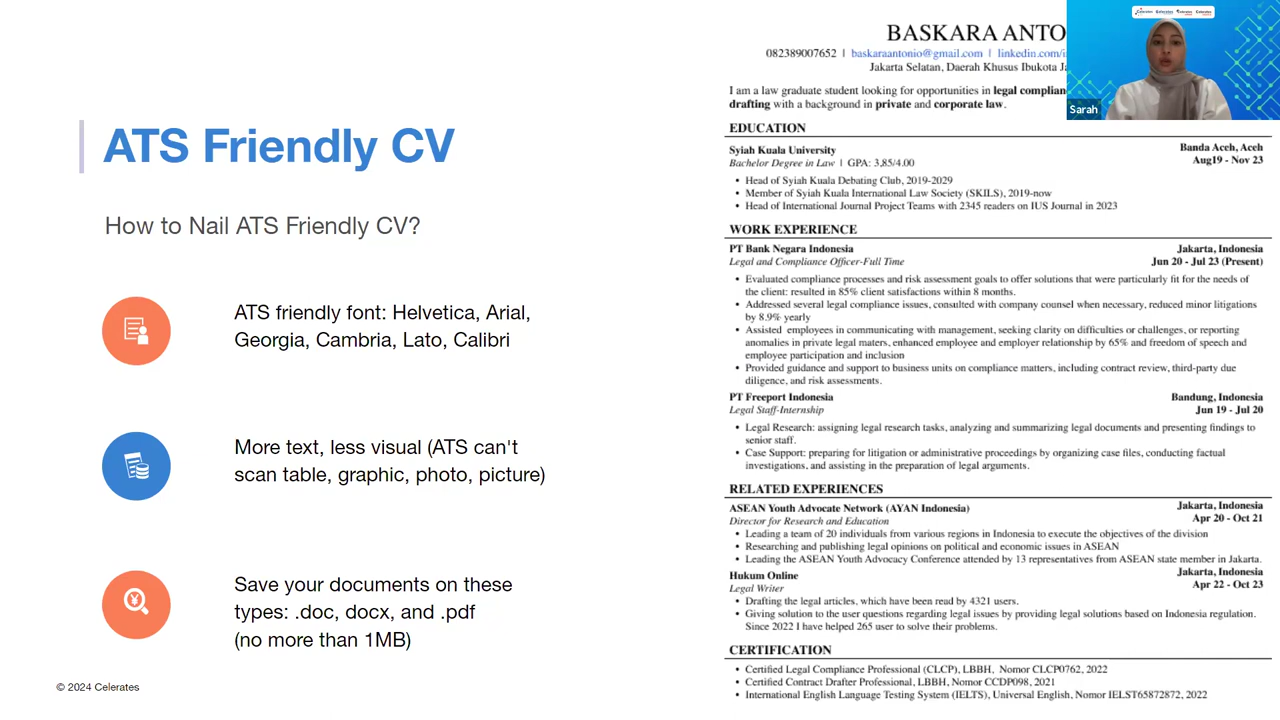 ATS Friendly CV
How to Nail ATS Friendly CV?
ATS friendly font: Helvetica, Arial,
Georgia, Cambria, Lato, Calibri
More text, less visual (ATS can't
scan table, graphic, photo, picture)
Save your documents on these
types: .doc, docx, and .pdf
(no more than 1MB)
© 2024 Celerates
BASKARA ANTO
082389007652 | baskaraantonio@gmail.com | linkedin.com/i
Jakarta Selatan, Daerah Khusus Ibukota J
I am a law graduate student looking for opportunities in legal complian
drafting with a background in private and corporate law.
EDUCATION
Syiah Kuala University Banda Aceh, Aceh
Bachelor Degree in Law | GPA: 3,85/4.00 Aug19 - Nov 23
• Head of Syiah Kuala Debating Club, 2019-2029
• Member of Syiah Kuala International Law Society (SKILS), 2019-now
• Head of International Journal Project Teams with 2345 readers on IUS Journal in 2023
WORK EXPERIENCE
PT Bank Negara Indonesia Jakarta, Indonesia
Legal and Compliance Officer-Full Time Jun 20 - Jul 23 (Present)
• Evaluated compliance processes and risk assessment goals to offer solutions that were particularly fit for the needs of
the client: resulted in 85% client satisfactions within 8 months.
• Addressed several legal compliance issues, consulted with company counsel when necessary, reduced minor litigations
by 8.9% yearly
• Assisted employees in communicating with management, seeking clarity on difficulties or challenges, or reporting
anomalies in private legal maters, enhanced employee and employer relationship by 65% and freedom of speech and
employee participation and inclusion
• Provided guidance and support to business units on compliance matters, including contract review, third-party due
diligence, and risk assessments.
PT Freeport Indonesia Bandung, Indonesia
Legal Staff-Internship Jun 19 - Jul 20
• Legal Research: assigning legal research tasks, analyzing and summarizing legal documents and presenting findings to
senior staff.
• Case Support: preparing for litigation or administrative proceedings by organizing case files, conducting factual
investigations, and assisting in the preparation of legal arguments.
RELATED EXPERIENCES
ASEAN Youth Advocate Network (AYAN Indonesia) Jakarta, Indonesia
Director for Research and Education Apr 20 - Oct 21
• Leading a team of 20 individuals from various regions in Indonesia to execute the objectives of the division
• Researching and publishing legal opinions on political and economic issues in ASEAN
• Leading the ASEAN Youth Advocacy Conference attended by 13 representatives from ASEAN state member in Jakarta.
Hukum Online Jakarta, Indonesia
Legal Writer Apr 22 - Oct 23
• Drafting the legal articles, which have been read by 4321 users.
• Giving solution to the user questions regarding legal issues by providing legal solutions based on Indonesia regulation.
Since 2022 I have helped 265 user to solve their problems.
CERTIFICATION
• Certified Legal Compliance Professional (CLCP), LBBH, Nomor CLCP0762, 2022
• Certified Contract Drafter Professional, LBBH, Nomor CCDP098, 2021
• International English Language Testing System (IELTS), Universal English, Nomor IELST65872872, 2022
Sarah